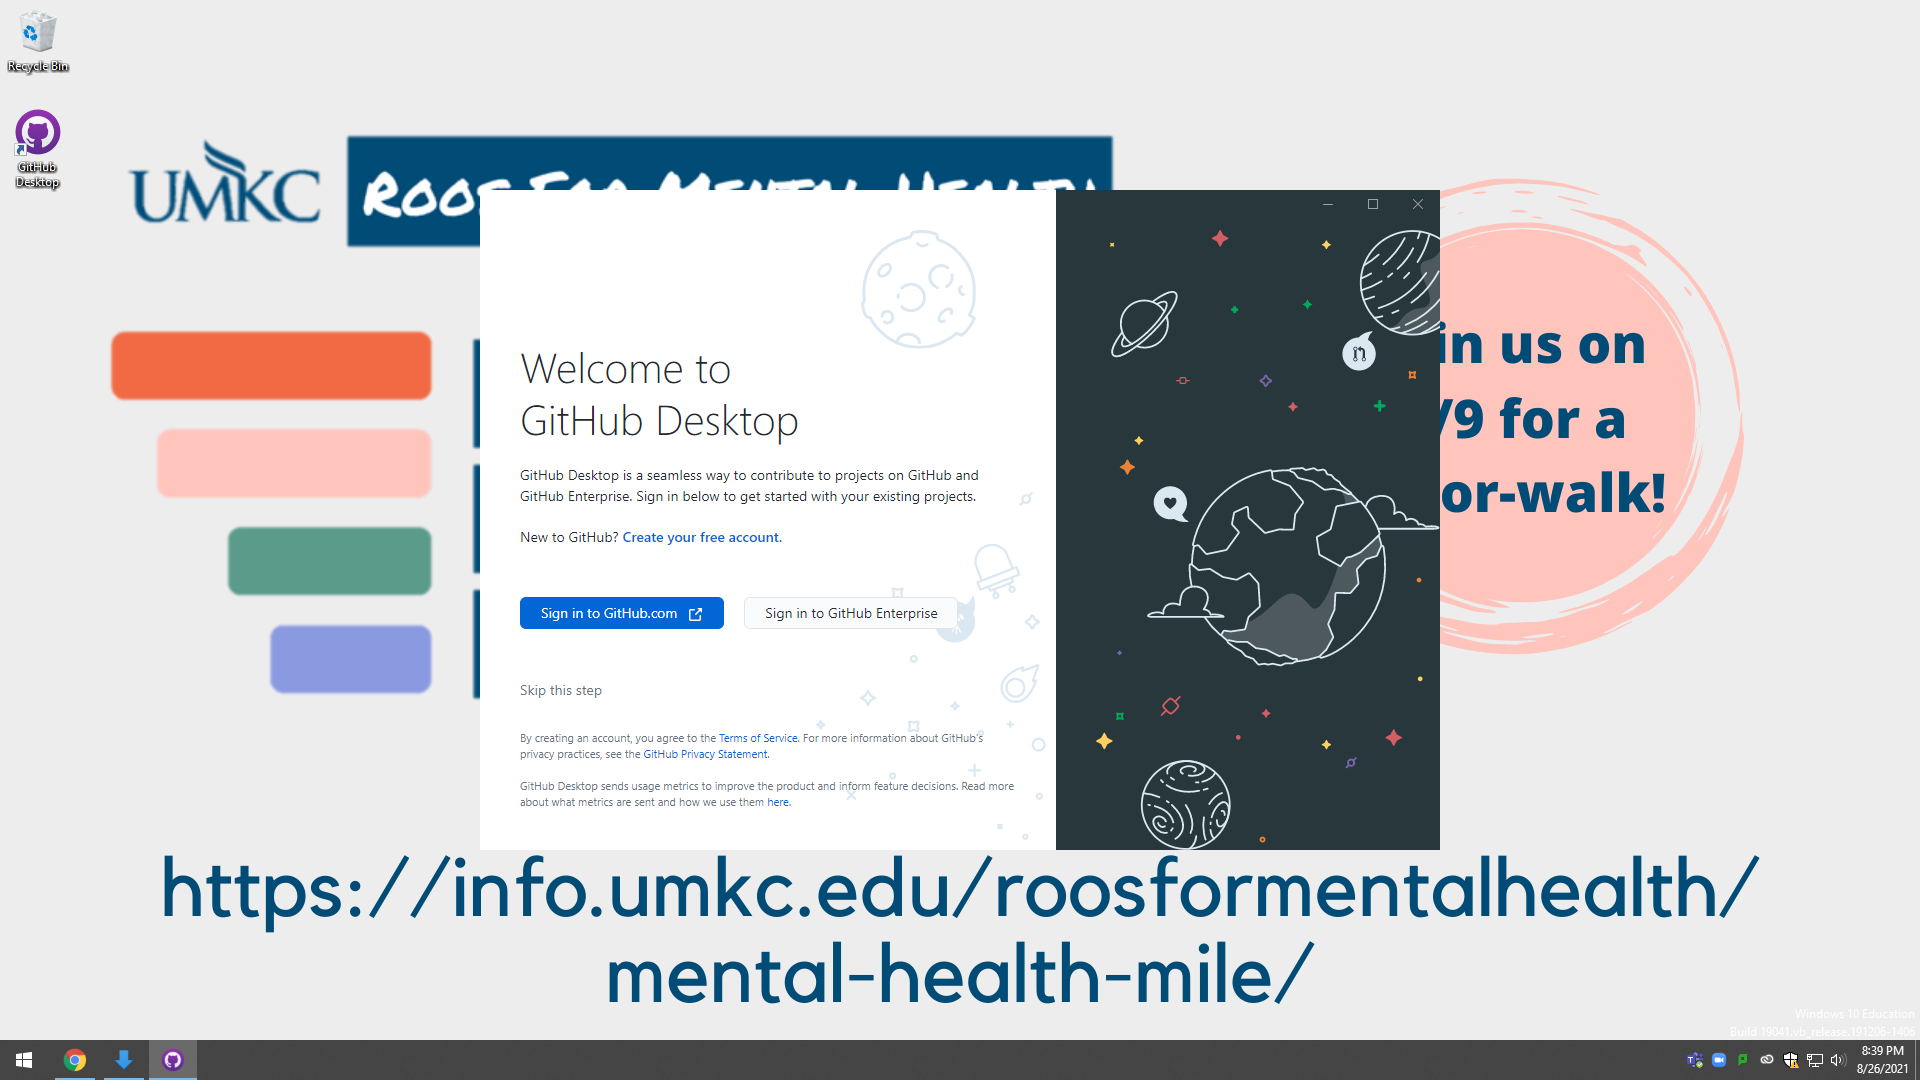 Recycle Bin
GitHub
Desktop
UMKC
ROOS FOR MENTAL HEALTH
in us on
/9 for a
or-walk!
Welcome to
GitHub Desktop
GitHub Desktop is a seamless way to contribute to projects on GitHub and
GitHub Enterprise. Sign in below to get started with your existing projects.
New to GitHub? Create your free account.
Sign in to GitHub.com
Sign in to GitHub Enterprise
Skip this step
By creating an account, you agree to the Terms of Service. For more information about GitHub's
privacy practices, see the GitHub Privacy Statement.
GitHub Desktop sends usage metrics to improve the product and inform feature decisions. Read more
about what metrics are sent and how we use them here.
https://info.umkc.edu/roosformentalhealth/
mental-health-mile/
Windows 10 Education
Build 19041.vb_release.191206-1406
8:39 PM
8/26/2021